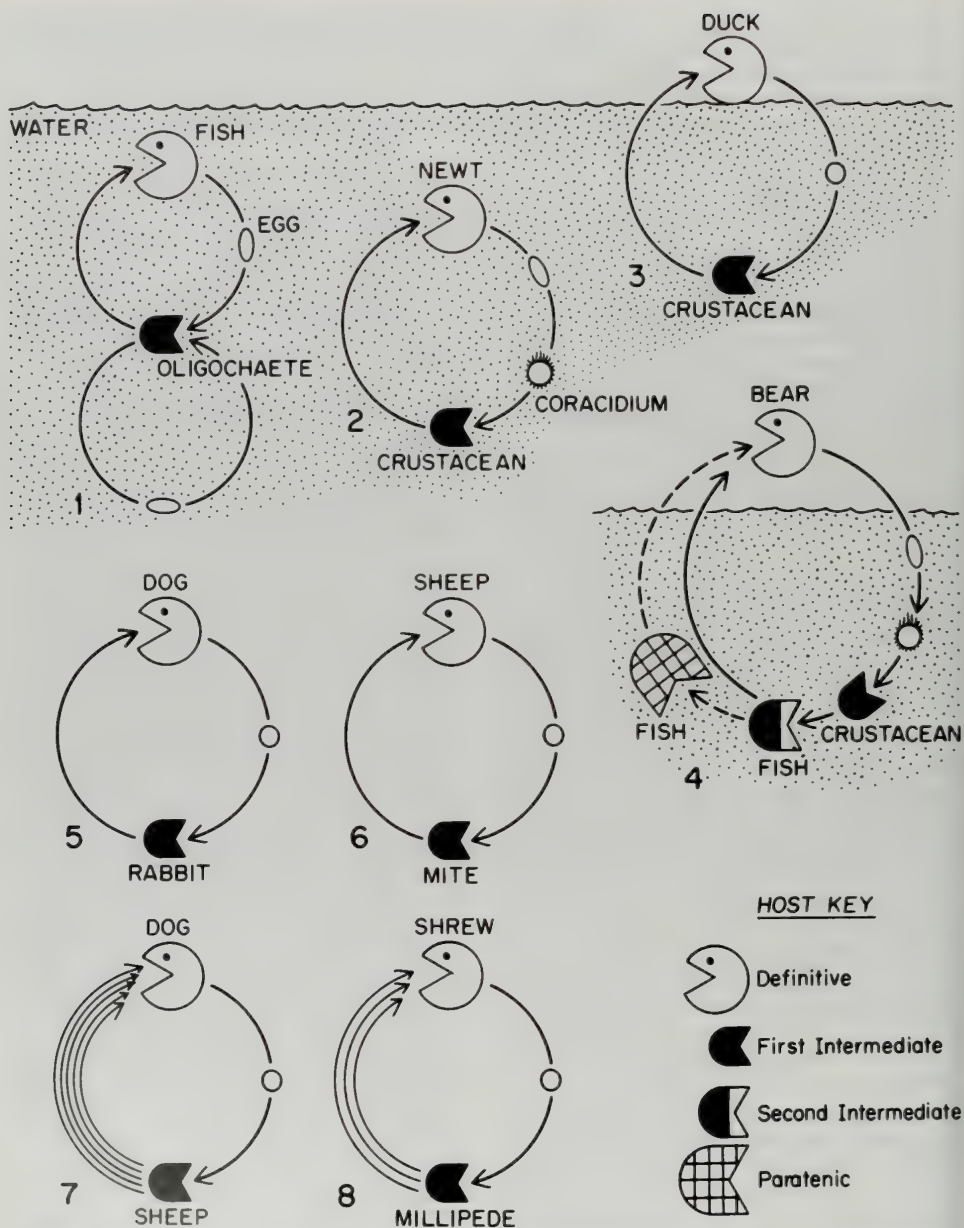 DUCK
WATER
FISH
EGG
OLIGOCHAETE
1
NEWT
CORACIDIUM
2
CRUSTACEAN
3
CRUSTACEAN
BEAR
FISH
FISH
CRUSTACEAN
4
DOG
5
RABBIT
SHEEP
6
MITE
DOG
7
SHEEP
SHREW
8
MILLIPEDE
HOST KEY
Definitive
First Intermediate
Second Intermediate
Paratenic